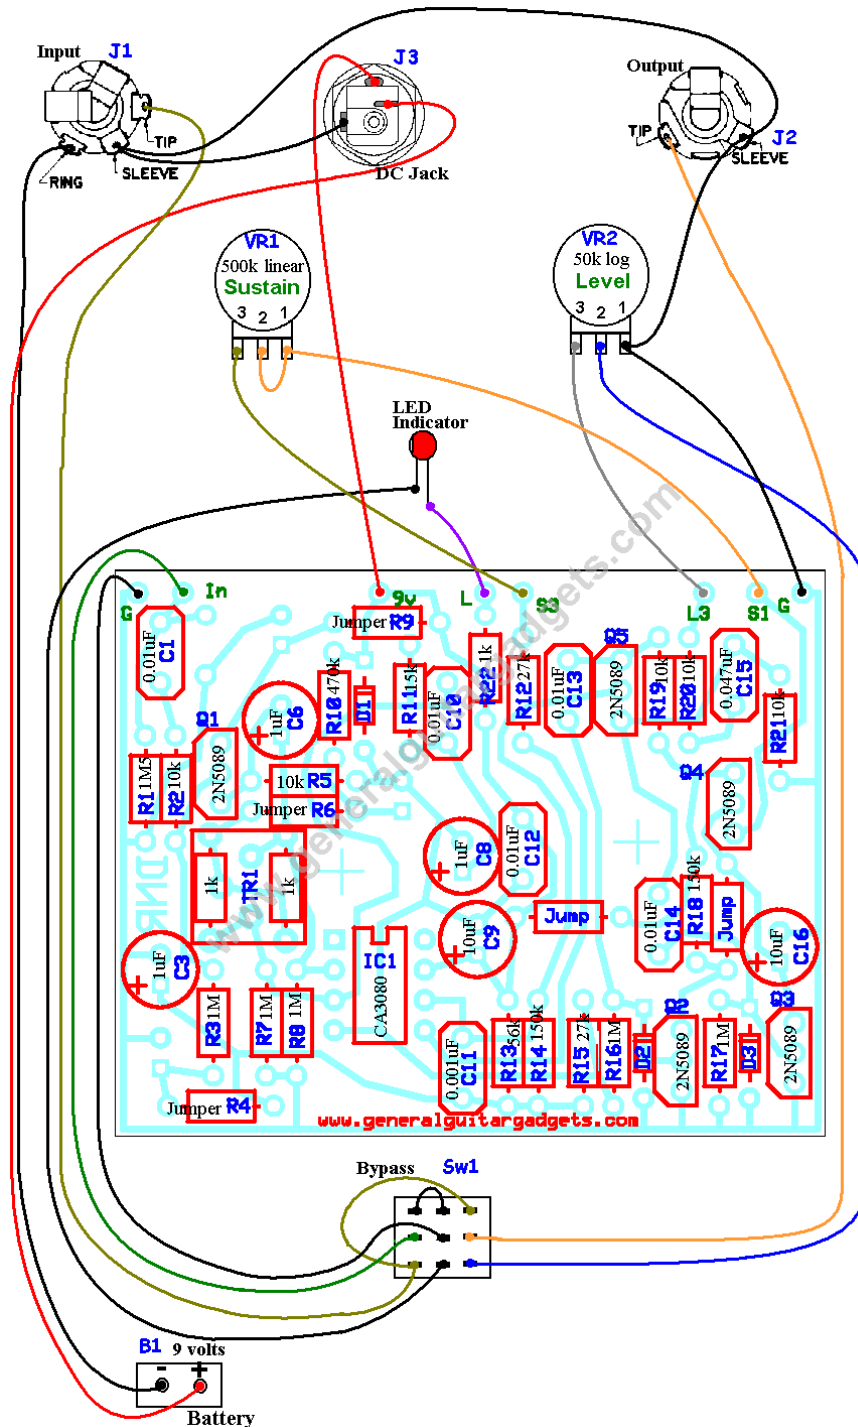 Input
J1
J3
Output
J2
TIP
SLEEVE
RING
DC Jack
TIP
SLEEVE
VR1
500k linear
Sustain
3 2 1
VR2
50k log
Level
3 2 1
LED
Indicator
www.generalguitargadgets.com
G
In
9v
L
S3
L3
S1
G
0.01uF C1
Jumper R9
R22 1k
Q5
Q1
1uF C6
R10 470k
D1
R11 15k
0.01uF C10
R12 27k
0.01uF C13
2N5089
R19 10k
R20 10k
0.047uF C15
R21 10k
R1 1M5
R2 10k
2N5089
10k R5
Jumper R6
Q4
2N5089
1k
TR1
1k
1uF C8
0.01uF C12
DNR
1uF C3
IC1
CA3080
10uF C9
Jump
0.01uF C14
R18 150k
Jump
10uF C16
R3 1M
R7 1M
R8 1M
0.001uF C11
R13 56k
R14 150k
R15 27k
R16 1M
D2
Q2
2N5089
R17 1M
D3
Q3
2N5089
Jumper R4
www.generalguitargadgets.com
Bypass
Sw1
B1
9 volts
- +
Battery